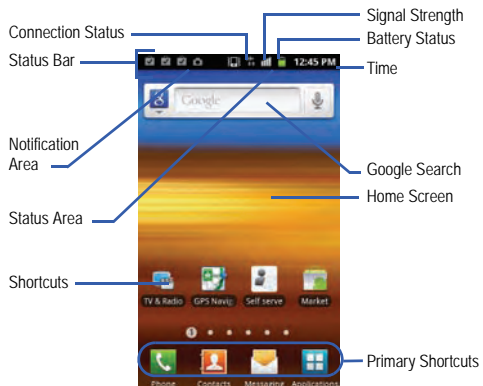 Signal Strength
Connection Status
Battery Status
Status Bar
12:45 PM
Time
Google
Notification
Area
Google Search
Home Screen
Status Area
Shortcuts
TV & Radio GPS Navig Self serve Market
1
Primary Shortcuts
Phone Contacts Messaging Applications